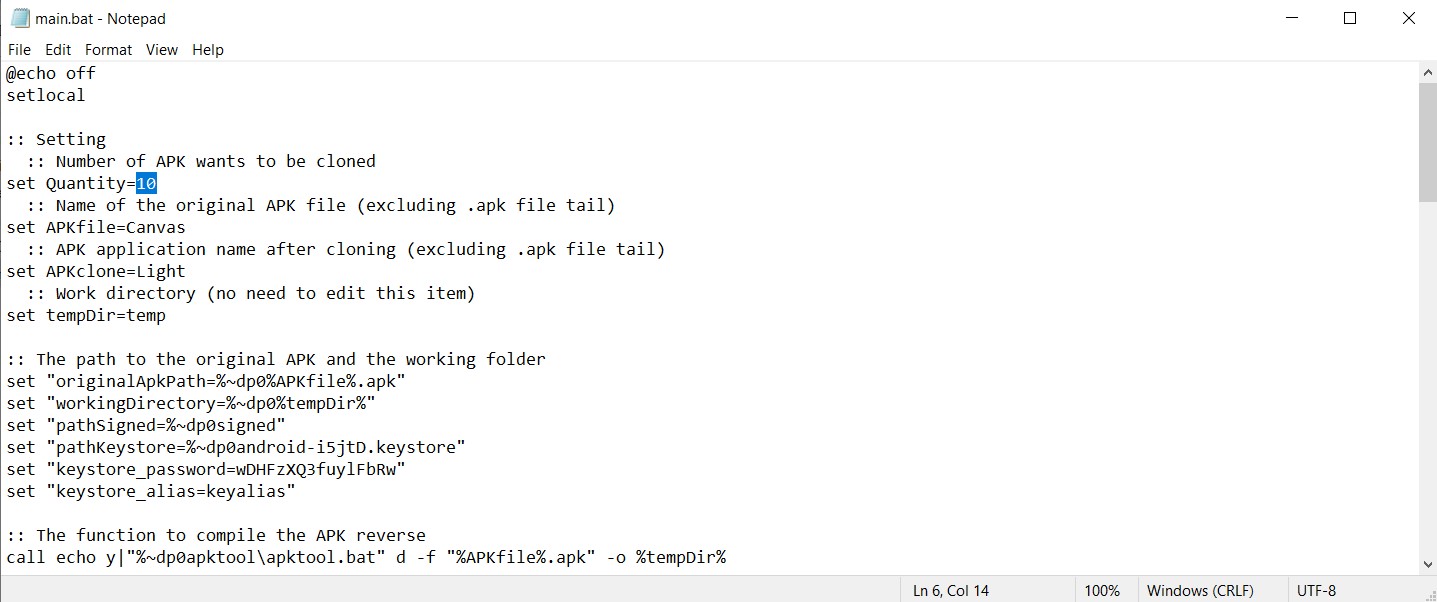 main.bat - Notepad
File Edit Format View Help
@echo off
setlocal
:: Setting
:: Number of APK wants to be cloned
set Quantity=10
:: Name of the original APK file (excluding .apk file tail)
set APKfile=Canvas
:: APK application name after cloning (excluding .apk file tail)
set APKclone=Light
:: Work directory (no need to edit this item)
set tempDir=temp
:: The path to the original APK and the working folder
set "originalApkPath=%~dp0%APKfile%.apk"
set "workingDirectory=%~dp0%tempDir%"
set "pathSigned=%~dp0signed"
set "pathKeystore=%~dp0android-i5jtD.keystore"
set "keystore_password=wDHFzXQ3fuylFbRw"
set "keystore_alias=keyalias"
:: The function to compile the APK reverse
call echo y|"%~dp0apktool\apktool.bat" d -f "%APKfile%.apk" -o %tempDir%
Ln 6, Col 14 100% Windows (CRLF) UTF-8